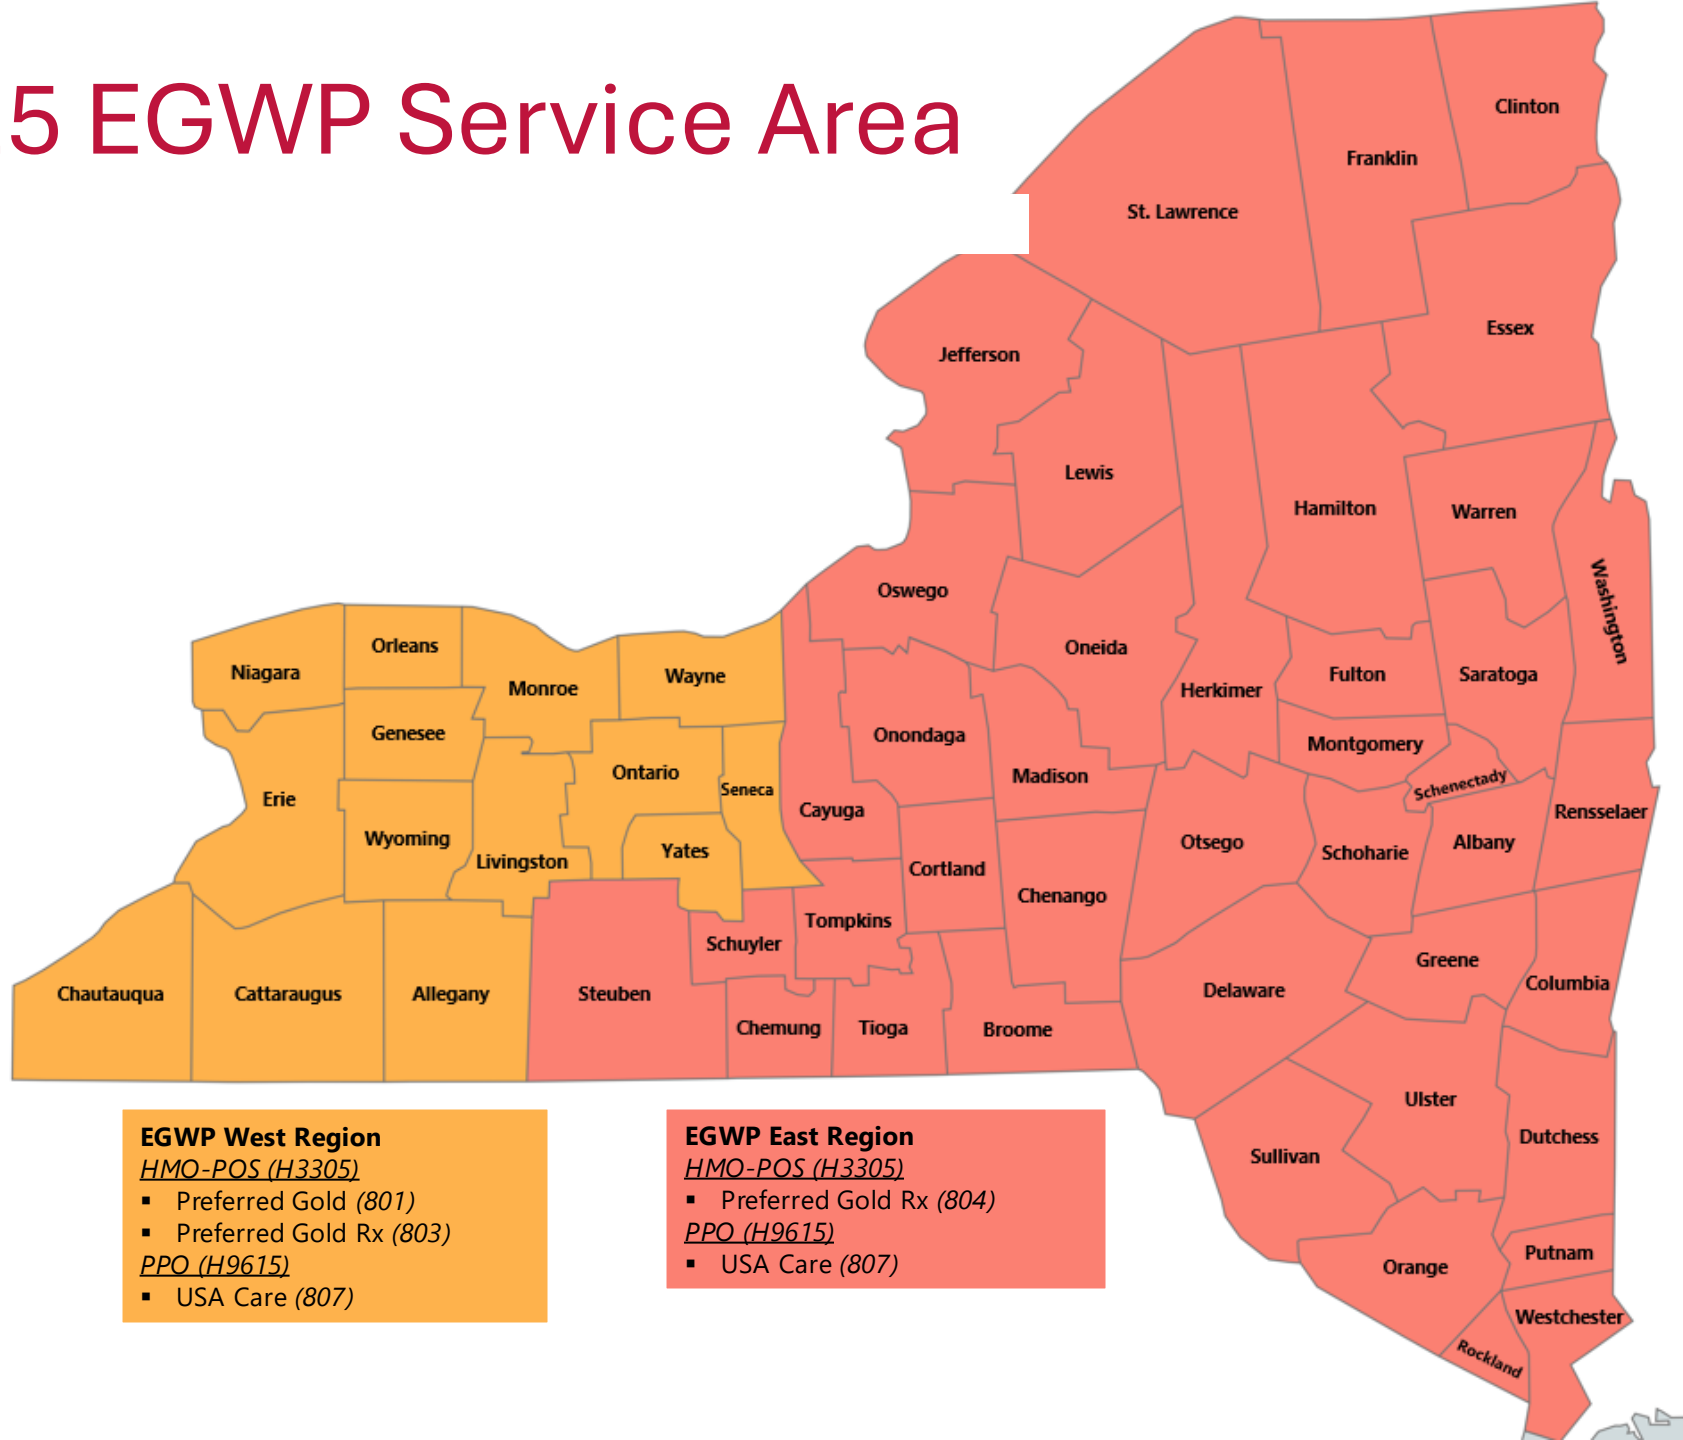 5 EGWP Service Area
Clinton
Franklin
St. Lawrence
Essex
Jefferson
Lewis
Hamilton
Warren
Washington
Oswego
Oneida
Herkimer
Fulton
Saratoga
Niagara
Orleans
Monroe
Wayne
Genesee
Onondaga
Montgomery
Ontario
Seneca
Madison
Schenectady
Erie
Cayuga
Rensselaer
Wyoming
Livingston
Yates
Otsego
Schoharie
Albany
Cortland
Chenango
Tompkins
Schuyler
Greene
Columbia
Chautauqua
Cattaraugus
Allegany
Steuben
Delaware
Chemung
Tioga
Broome
Ulster
Dutchess
Sullivan
Putnam
Orange
Westchester
Rockland
EGWP West Region
HMO-POS (H3305)
▪ Preferred Gold (801)
▪ Preferred Gold Rx (803)
PPO (H9615)
▪ USA Care (807)
EGWP East Region
HMO-POS (H3305)
▪ Preferred Gold Rx (804)
PPO (H9615)
▪ USA Care (807)